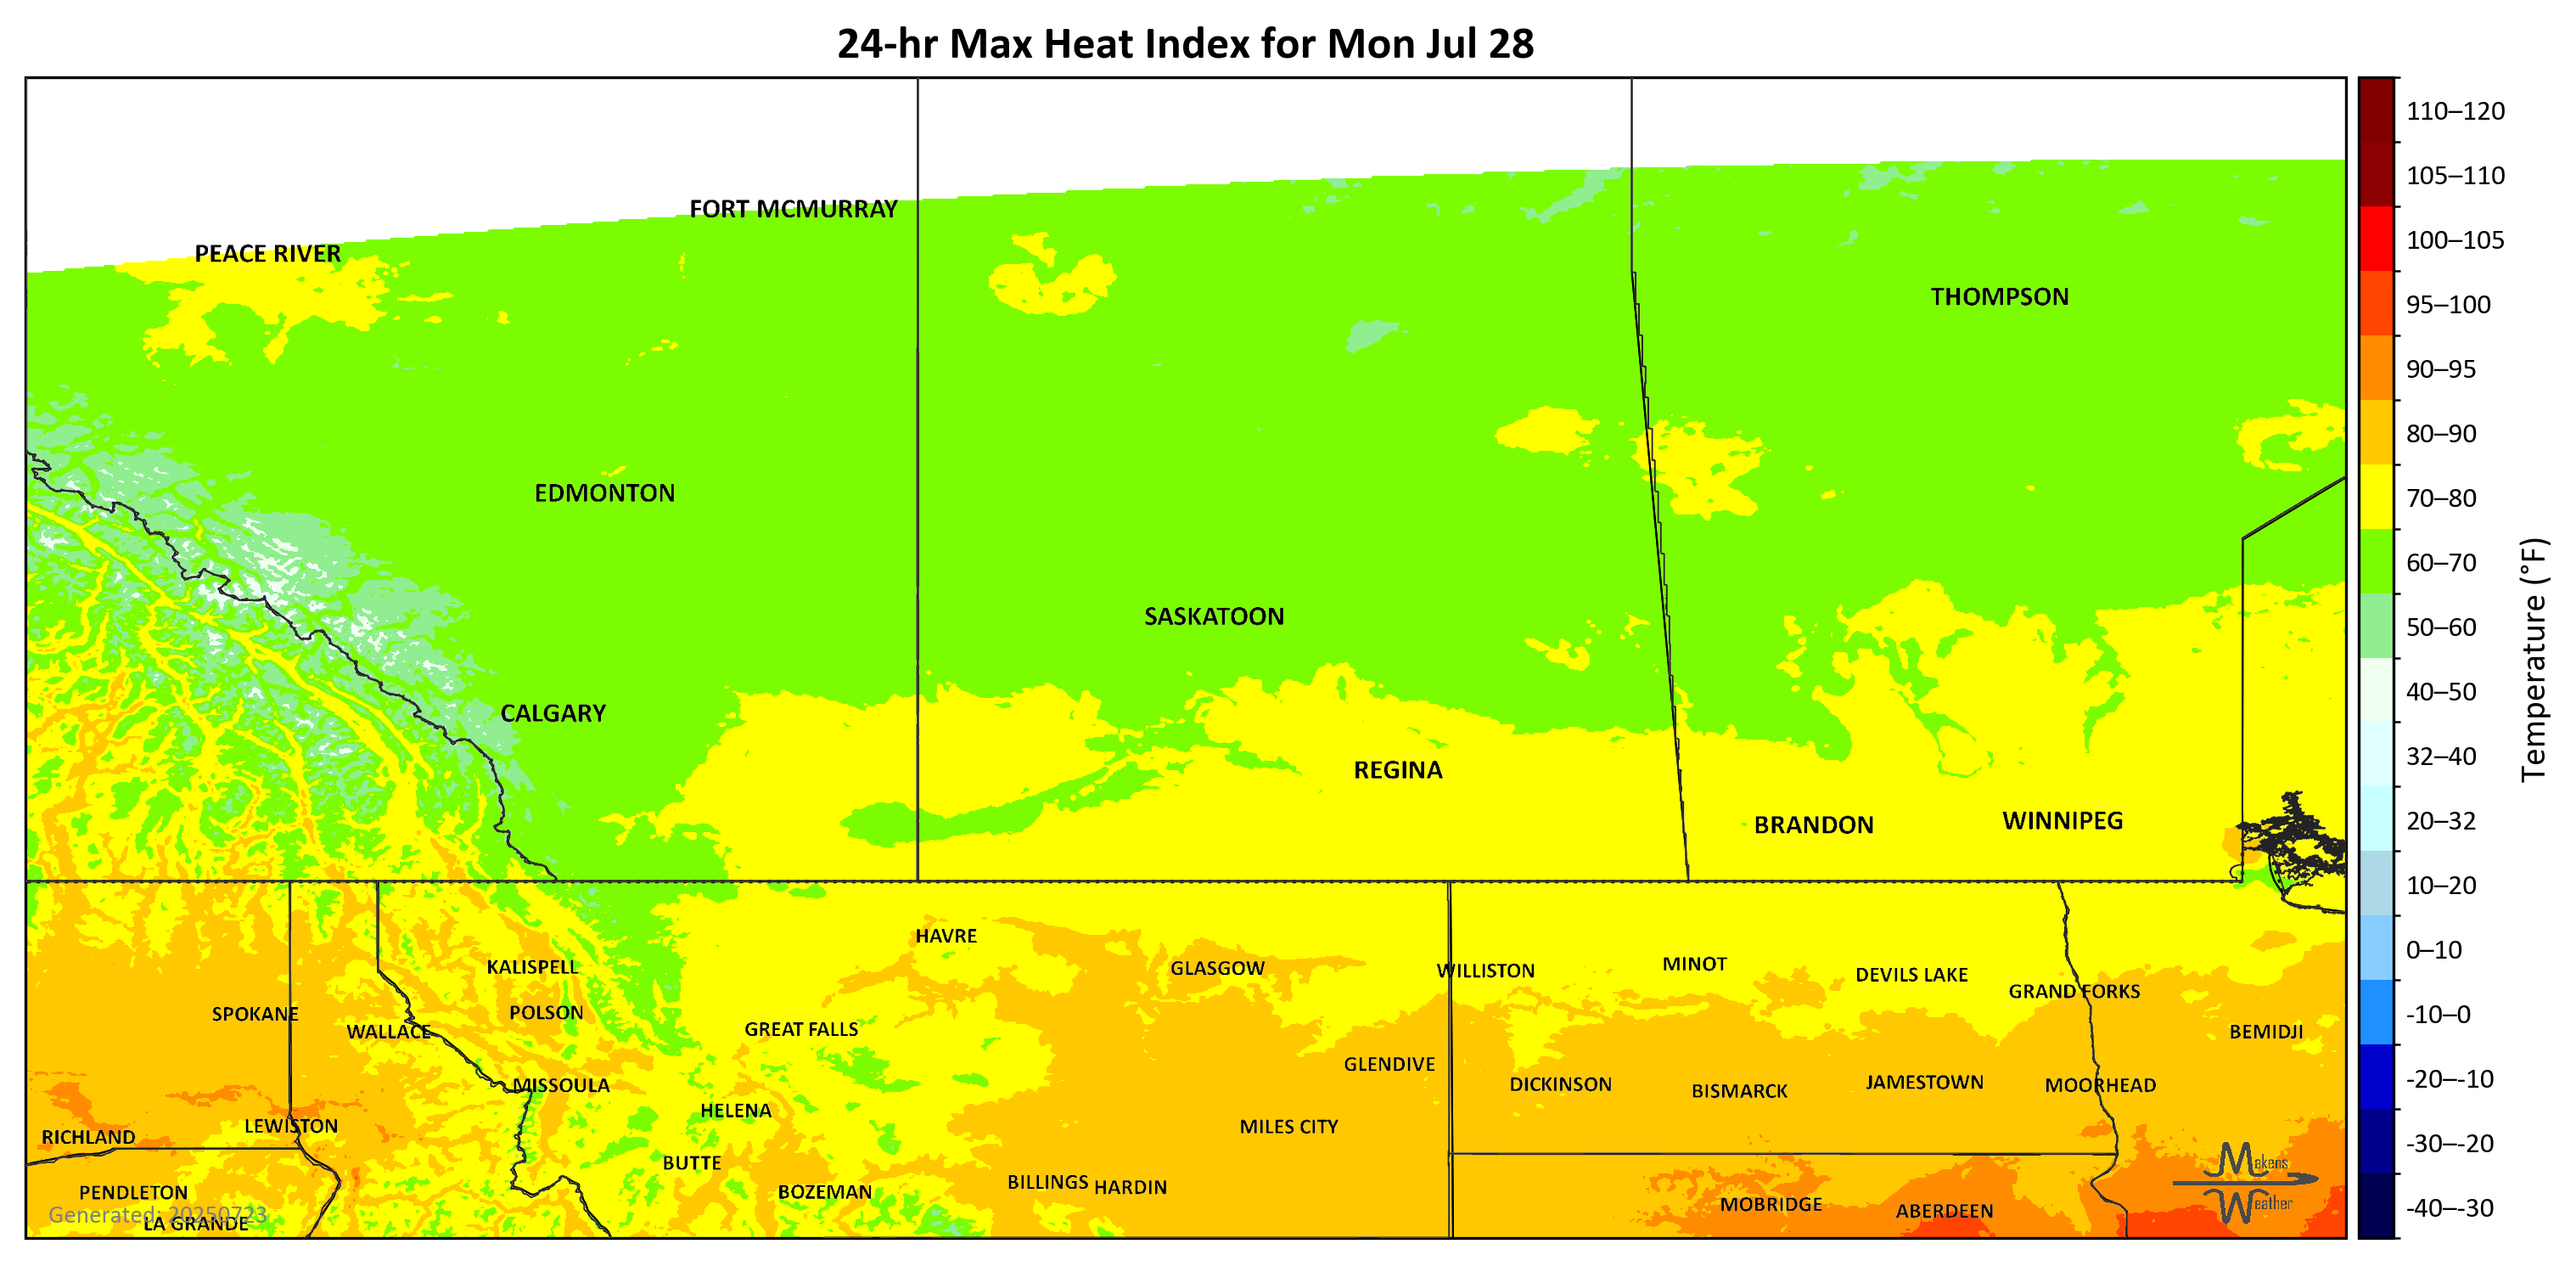 24-hr Max Heat Index for Mon Jul 28
FORT MCMURRAY
PEACE RIVER
THOMPSON
EDMONTON
SASKATOON
CALGARY
REGINA
BRANDON
WINNIPEG
HAVRE
KALISPELL
GLASGOW
WILLISTON
MINOT
DEVILS LAKE
GRAND FORKS
SPOKANE
POLSON
WALLACE
GREAT FALLS
BEMIDJI
GLENDIVE
MISSOULA
DICKINSON
BISMARCK
JAMESTOWN
MOORHEAD
HELENA
LEWISTON
MILES CITY
RICHLAND
BUTTE
PENDLETON
BOZEMAN
BILLINGS
HARDIN
MOBRIDGE
ABERDEEN
Generated: 20250723
LA GRANDE
Makens
Weather
110–120
105–110
100–105
95–100
90–95
80–90
70–80
60–70
50–60
40–50
32–40
20–32
10–20
0–10
-10–0
-20–-10
-30–-20
-40–-30
Temperature (°F)